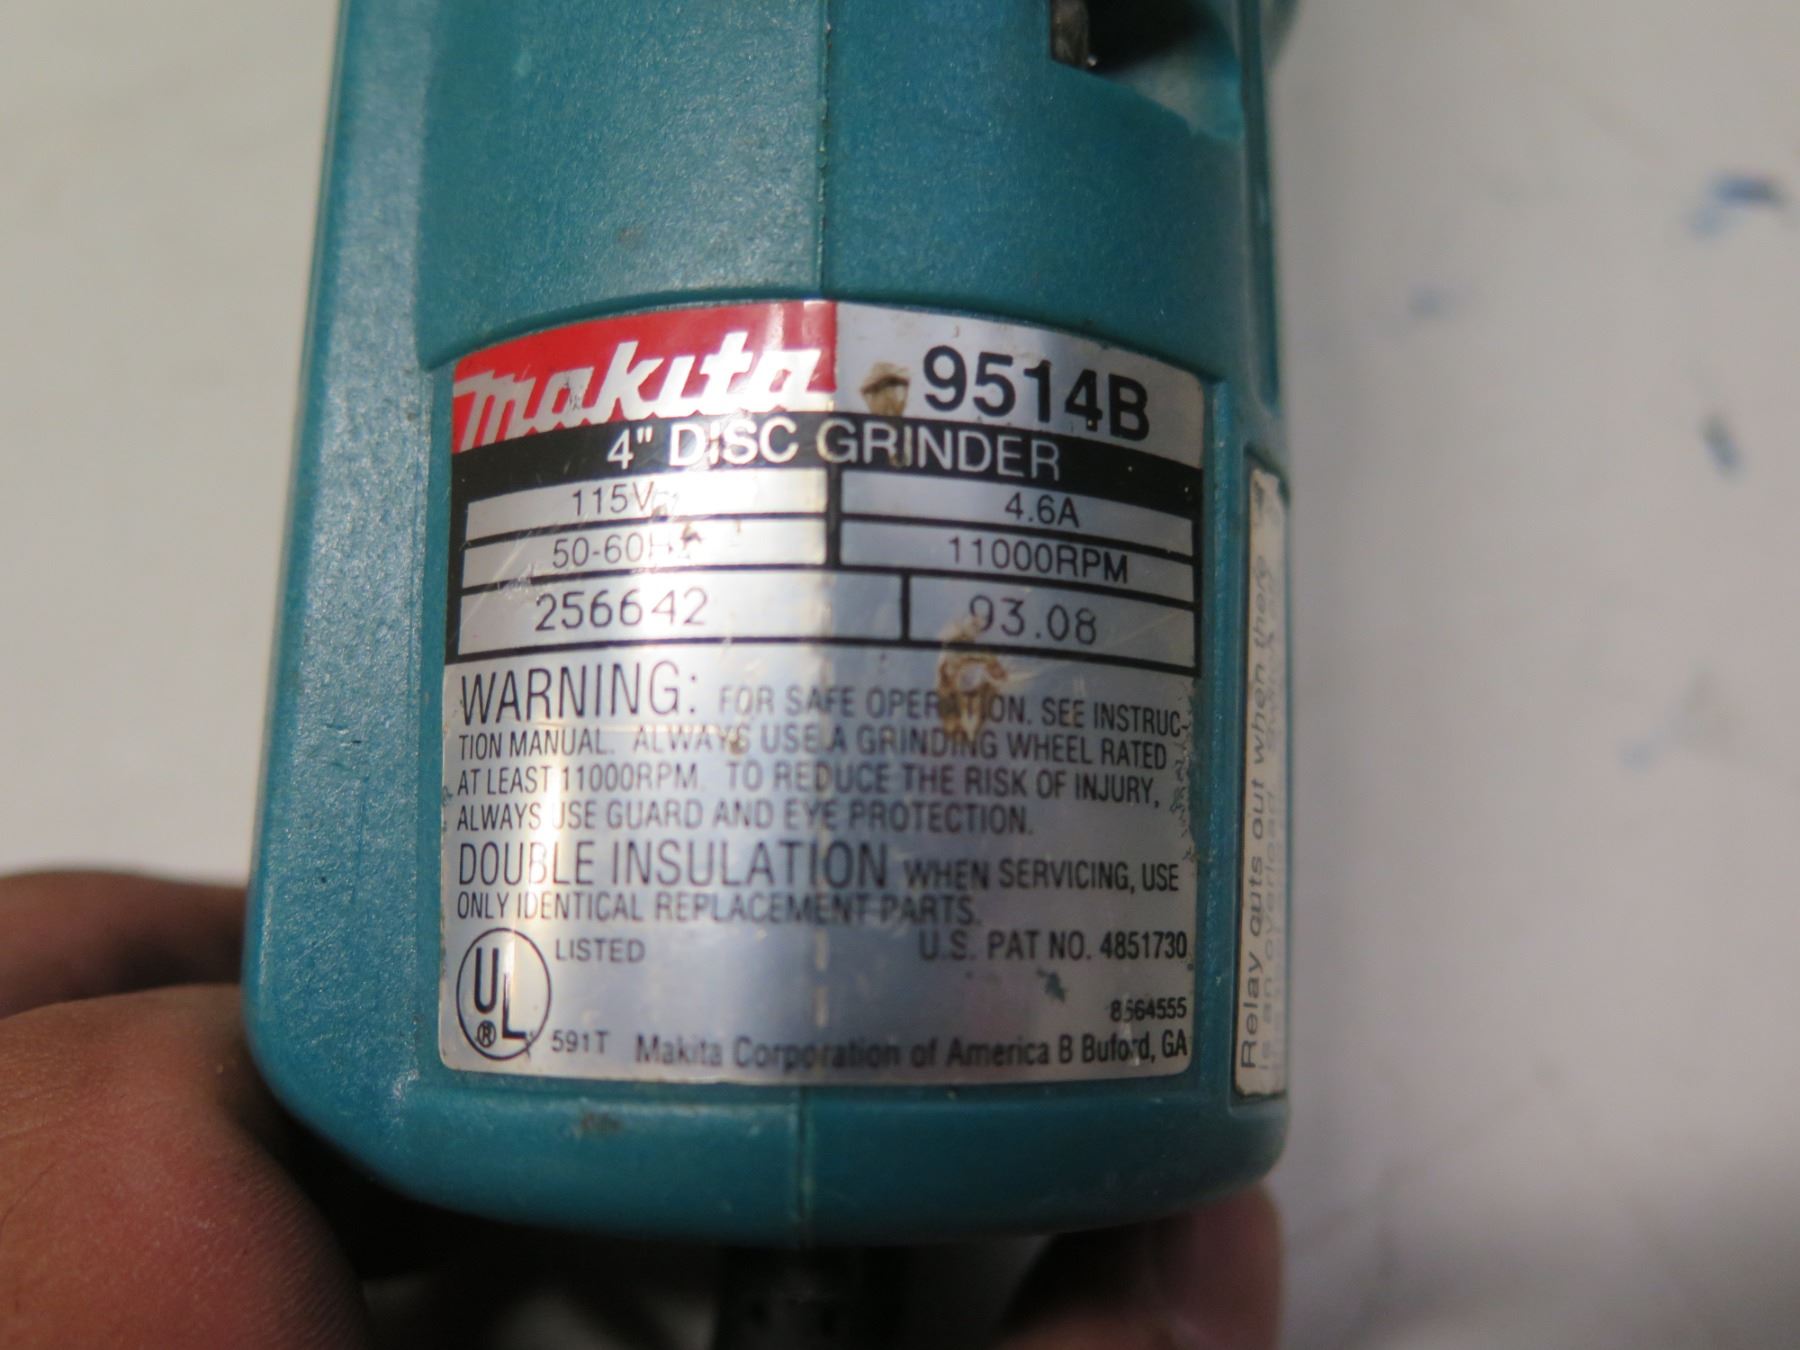 Makita 9514B
4" DISC GRINDER
115V 4.6A
50-60Hz 11000RPM
256642 93.08
WARNING: FOR SAFE OPERATION. SEE INSTRUC-
TION MANUAL. ALWAYS USE A GRINDING WHEEL RATED
AT LEAST 11000RPM. TO REDUCE THE RISK OF INJURY,
ALWAYS USE GUARD AND EYE PROTECTION.
DOUBLE INSULATION WHEN SERVICING, USE
ONLY IDENTICAL REPLACEMENT PARTS.
UL ® LISTED U.S. PAT NO. 4851730
591T Makita Corporation of America B Buford, GA
Relay cuts out when there
is an overload.